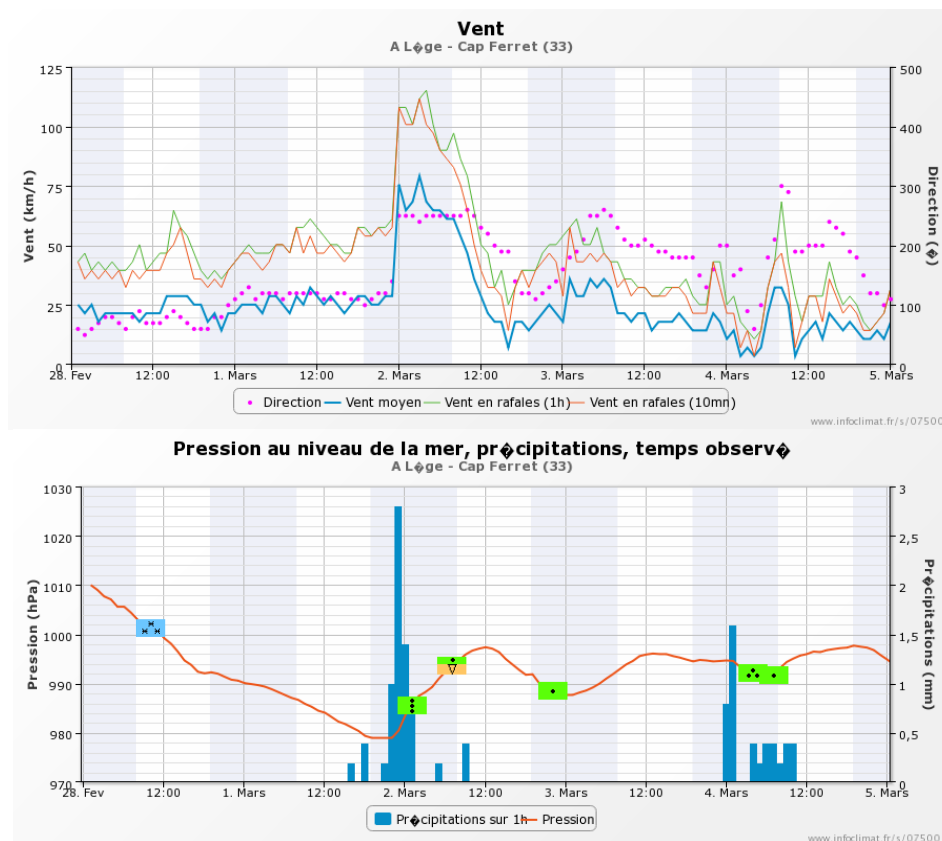 Vent
A L�ge - Cap Ferret (33)
125
500
100
400
Vent (km/h)
75
300
Direction (�)
50
200
25
100
0
0
28. Fev 12:00 1. Mars 12:00 2. Mars 12:00 3. Mars 12:00 4. Mars 12:00 5. Mars
Direction Vent moyen Vent en rafales (1h) Vent en rafales (10mn)
www.infoclimat.fr/s/07500
Pression au niveau de la mer, pr�cipitations, temps observ�
A L�ge - Cap Ferret (33)
1030
3
1020
2,5
1010
2
Pression (hPa)
1000
1,5
Pr�cipitations (mm)
990
1
980
0,5
970
0
28. Fev 12:00 1. Mars 12:00 2. Mars 12:00 3. Mars 12:00 4. Mars 12:00 5. Mars
Pr�cipitations sur 1h Pression
www.infoclimat.fr/s/07500